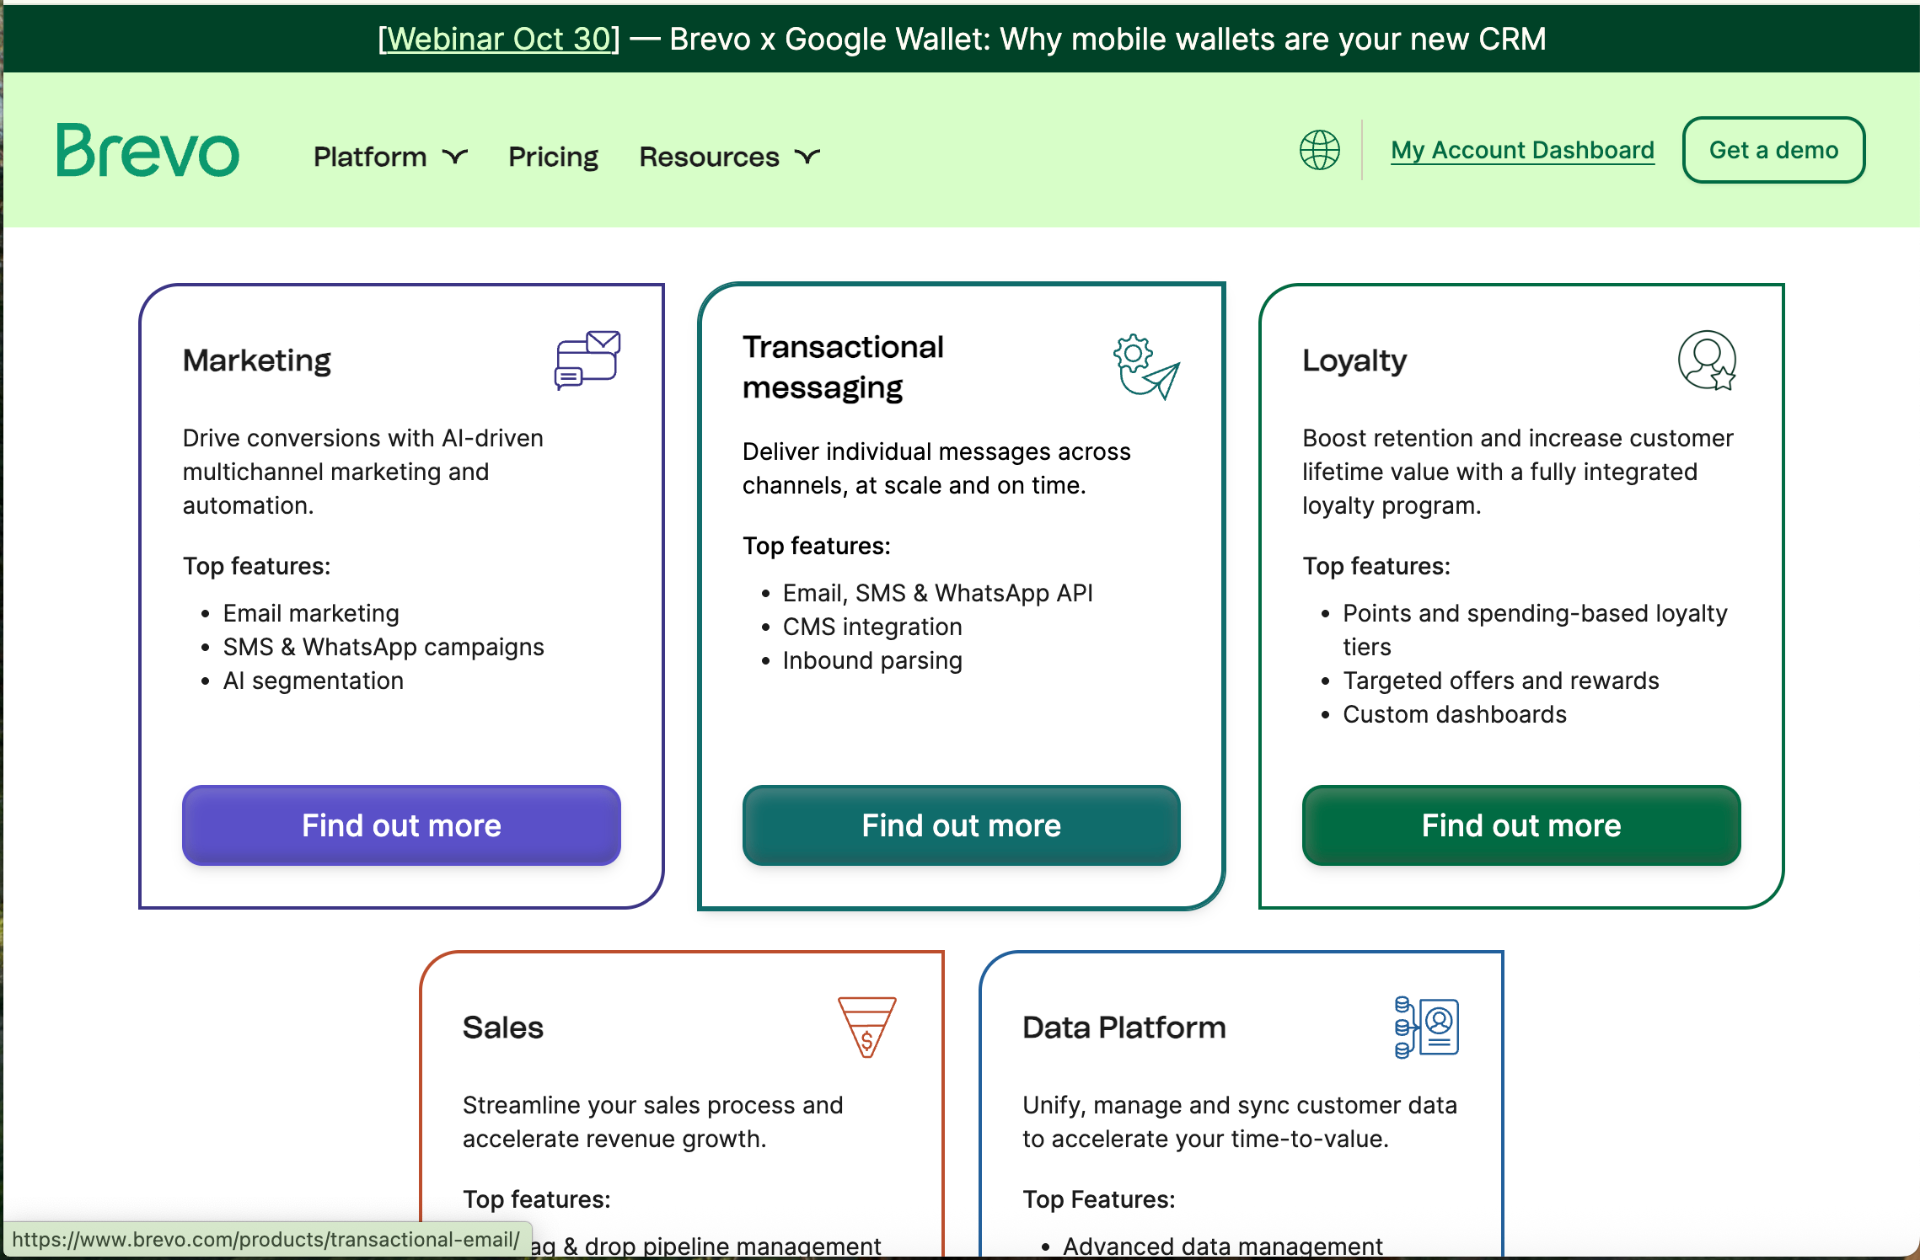 [Webinar Oct 30] — Brevo x Google Wallet: Why mobile wallets are your new CRM
Brevo
Platform
Pricing
Resources
My Account Dashboard
Get a demo
Marketing
Drive conversions with AI-driven
multichannel marketing and
automation.
Top features:
• Email marketing
• SMS & WhatsApp campaigns
• AI segmentation
Find out more
Transactional
messaging
Deliver individual messages across
channels, at scale and on time.
Top features:
• Email, SMS & WhatsApp API
• CMS integration
• Inbound parsing
Find out more
Loyalty
Boost retention and increase customer
lifetime value with a fully integrated
loyalty program.
Top features:
• Points and spending-based loyalty
tiers
• Targeted offers and rewards
• Custom dashboards
Find out more
Sales
$
Streamline your sales process and
accelerate revenue growth.
Top features:
& drop pipeline management
Data Platform
Unify, manage and sync customer data
to accelerate your time-to-value.
Top Features:
• Advanced data management
https://www.brevo.com/products/transactional-email/